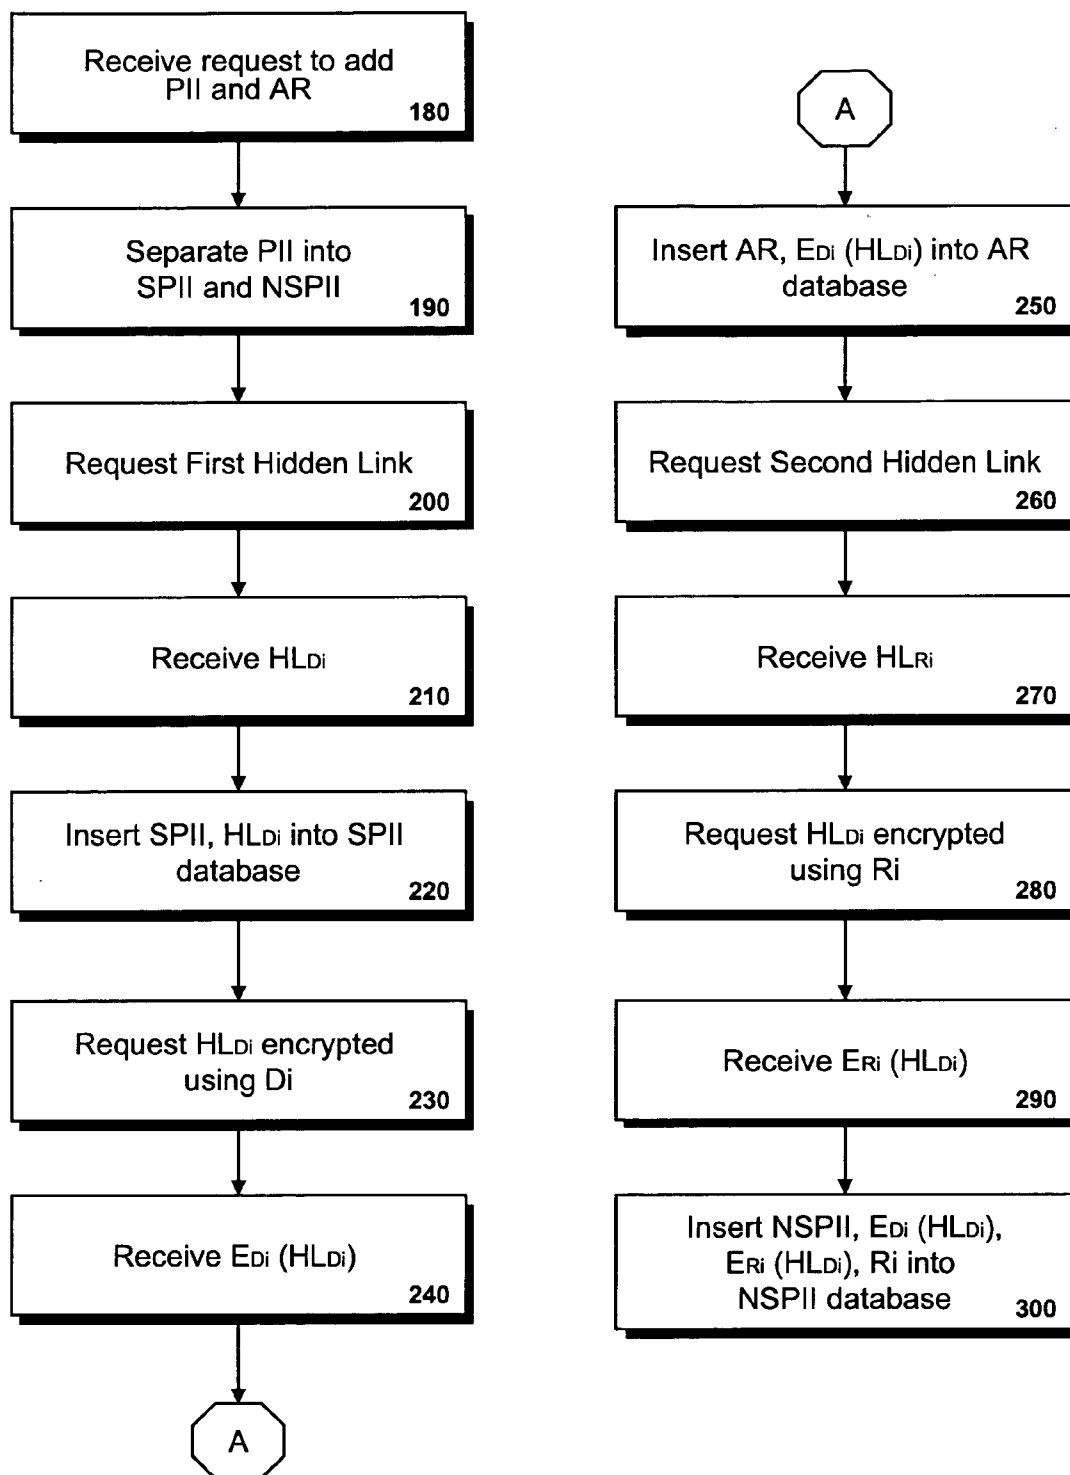 Receive request to add
PII and AR
180
Separate PII into
SPII and NSPII
190
Request First Hidden Link
200
Receive HLDi
210
Insert SPII, HLDi into SPII
database
220
Request HLDi encrypted
using Di
230
Receive EDi (HLDi)
240
A
A
Insert AR, EDi (HLDi) into AR
database
250
Request Second Hidden Link
260
Receive HLRi
270
Request HLDi encrypted
using Ri
280
Receive ERi (HLDi)
290
Insert NSPII, EDi (HLDi),
ERi (HLDi), Ri into
NSPII database
300